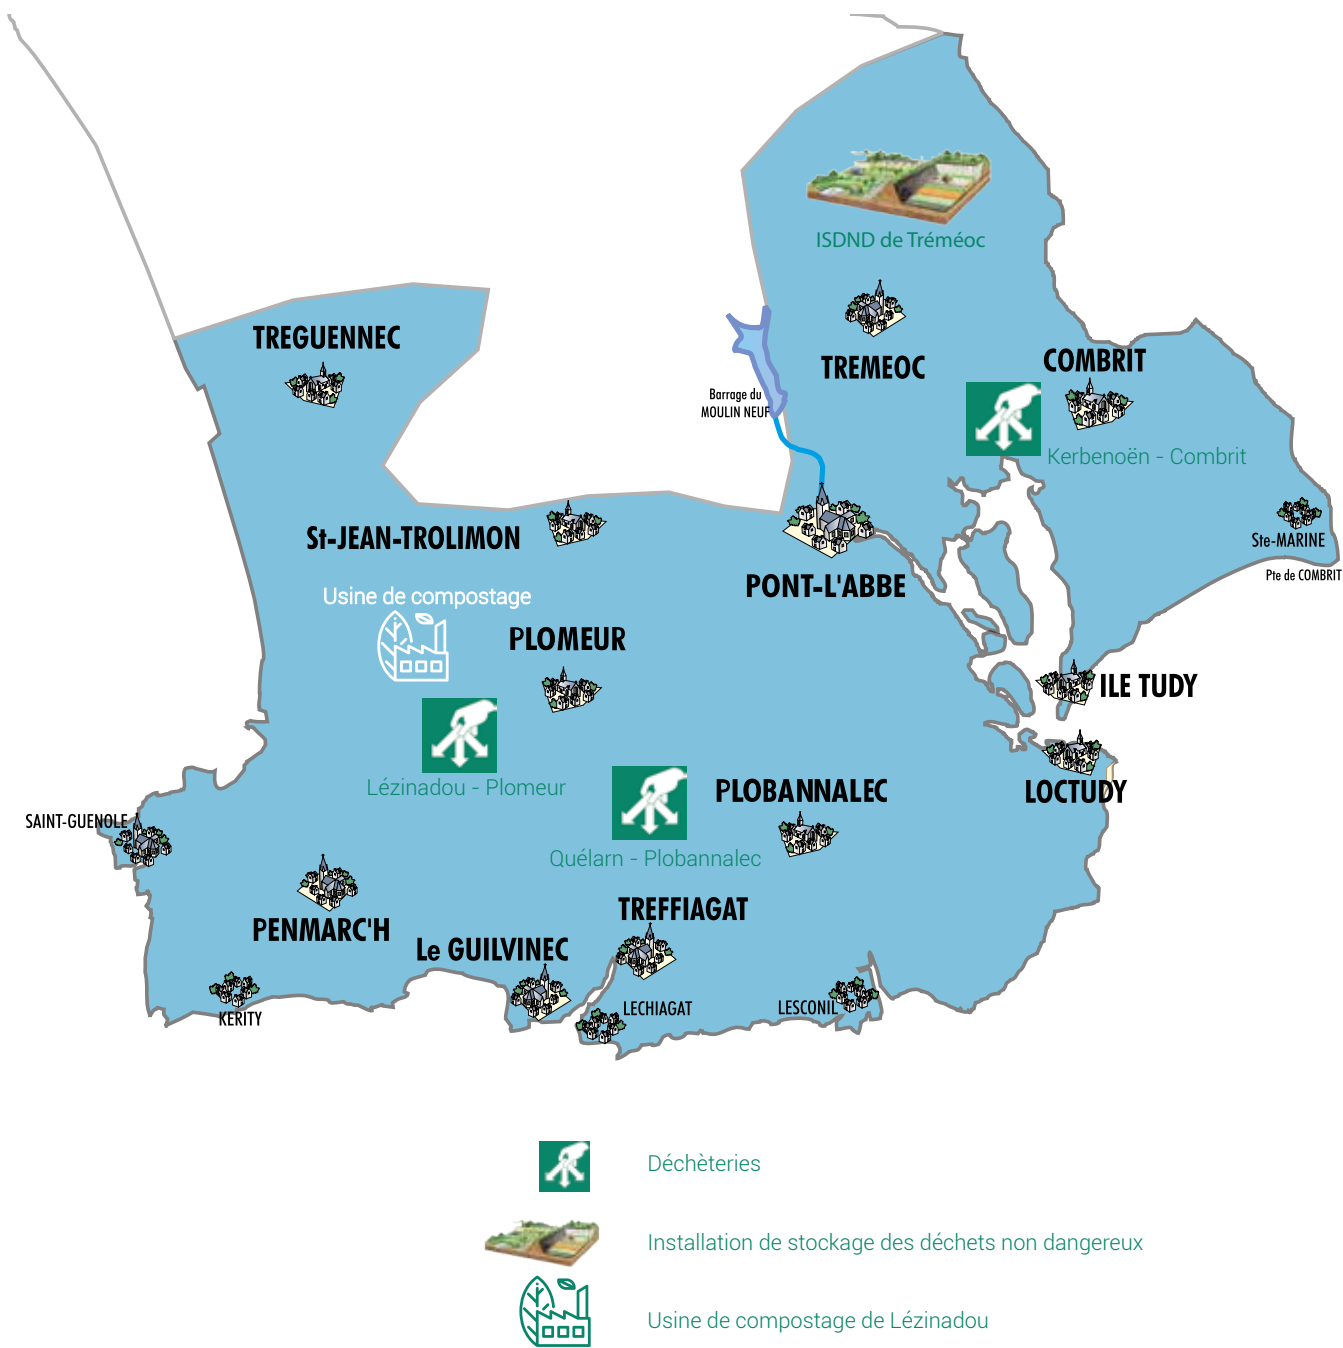 ISDND de Tréméoc
TREGUENNEC
TREMEOC
COMBRIT
Barrage du
MOULIN NEUF
Kerbenoën - Combrit
St-JEAN-TROLIMON
Ste-MARINE
Pte de COMBRIT
PONT-L'ABBE
Usine de compostage
PLOMEUR
ILE TUDY
Lézinadou - Plomeur
PLOBANNALEC
LOCTUDY
SAINT-GUENOLE
Quélarn - Plobannalec
TREFFIAGAT
PENMARC'H
Le GUILVINEC
LECHIAGAT
LESCONIL
KERITY
Déchèteries
Installation de stockage des déchets non dangereux
Usine de compostage de Lézinadou